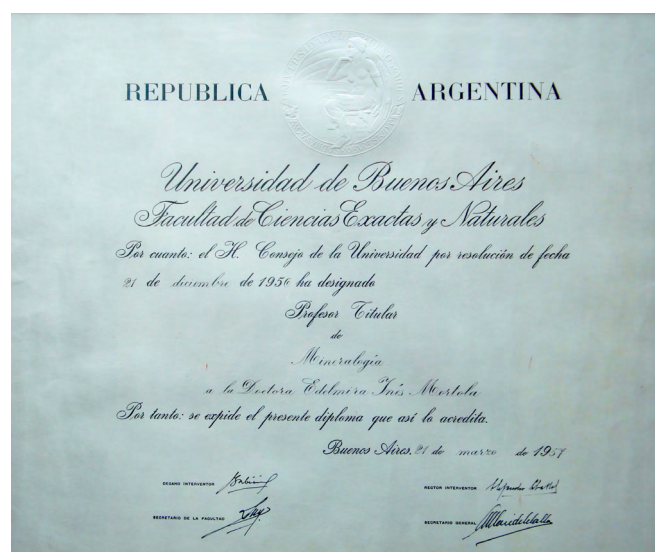 REPUBLICA ARGENTINA
Universidad de Buenos Aires
Facultad de Ciencias Exactas y Naturales
Por cuanto: el H. Consejo de la Universidad por resolución de fecha
21 de diciembre de 1956 ha designado
Profesor Titular
de
Mineralogía
a la Doctora Edelmira Inés Mortola
Por tanto: se expide el presente diploma que así lo acredita.
Buenos Aires, 21 de marzo de 1957
DECANO INTERVENTOR
RECTOR INTERVENTOR
SECRETARIO DE LA FACULTAD
SECRETARIO GENERAL